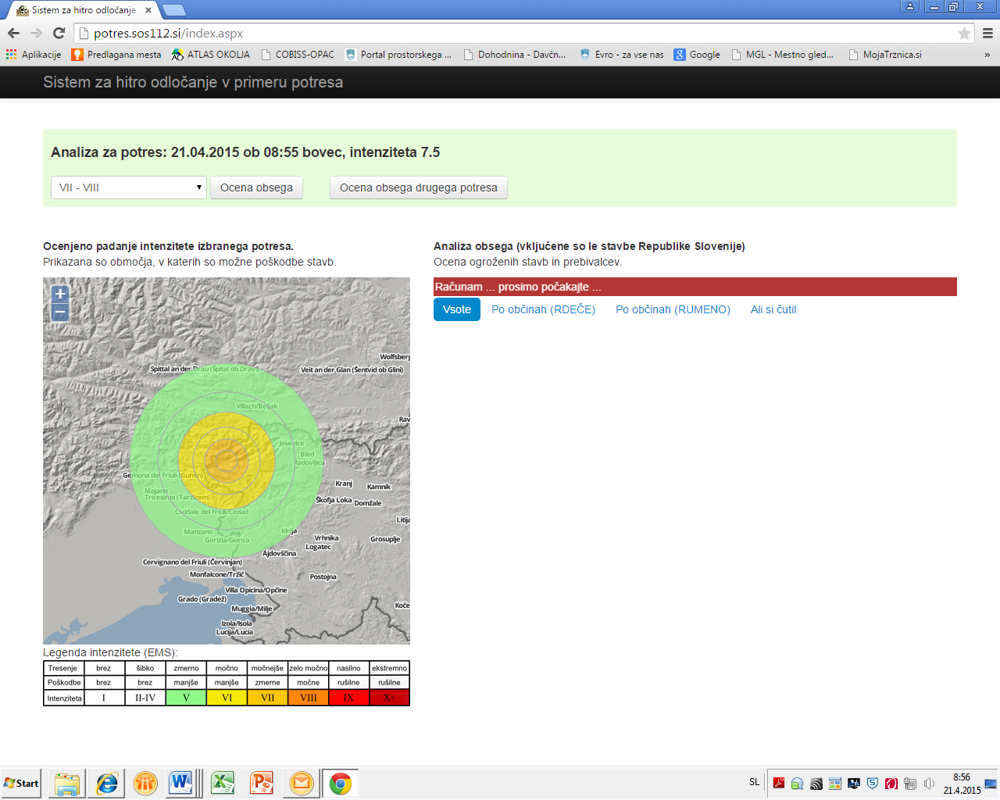 Sistem za hitro odločanje
potres.sos112.si/index.aspx
Aplikacije Predlagana mesta ATLAS OKOLJA COBISS-OPAC Portal prostorskega ... Dohodnina - Davčn... Evro - za vse nas Google MGL - Mestno gled... MojaTrznica.si »
Sistem za hitro odločanje v primeru potresa
Analiza za potres: 21.04.2015 ob 08:55 bovec, intenziteta 7.5
VII - VIII Ocena obsega Ocena obsega drugega potresa
Ocenjeno padanje intenzitete izbranega potresa.
Prikazana so območja, v katerih so možne poškodbe stavb.
Analiza obsega (vključene so le stavbe Republike Slovenije)
Ocena ogroženih stavb in prebivalcev.
Računam ... prosimo počakajte ...
Vsote Po občinah (RDEČE) Po občinah (RUMENO) Ali si čutil
+
−
Wolfsberg
Spittal an der Drau (Špital ob Dravi) Veit an der Glan (Šentvid ob Glini)
Villach/Beljak
Rav
Jesenice
Bled
Radovljica
Gemona del Friuli (Gumin)
Kranj Kamnik
Majano
Tricesimo (Taržizem) Škofja Loka Domžale
Cividale del Friuli/Čedad
Litij
Manzano Idrija
Gorizia/Gorica Vrhnika Grosuplje
Logatec
Ajdovščina
Cervignano del Friuli (Červinjan)
Monfalcone/Tržič Postojna
Villa Opicina/Opčine
Grado (Gradež)
Muggia/Milje Koče
Izola/Isola
Lucija/Lucia
Legenda intenzitete (EMS):
Tresenje brez šibko zmerno močno močnejše zelo močno nasilno ekstremno
Poškodbe brez brez manjše manjše zmerne močne rušilne rušilne
Intenziteta I II-IV V VI VII VIII IX X+
Start SL 8:56
21.4.2015